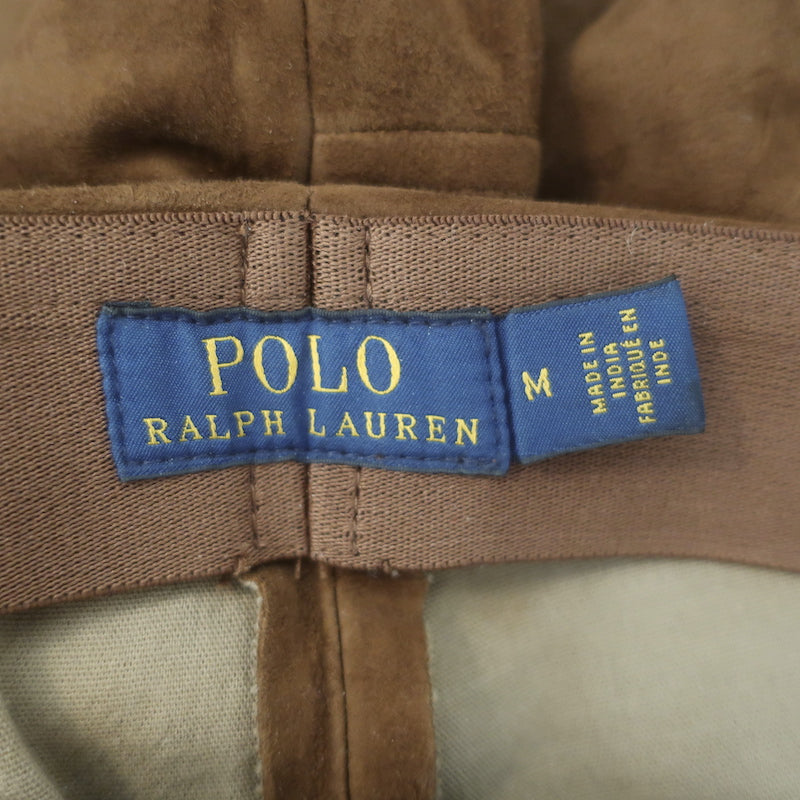 POLO
RALPH LAUREN
M
MADE IN
INDIA
FABRIQUÉ EN
INDE